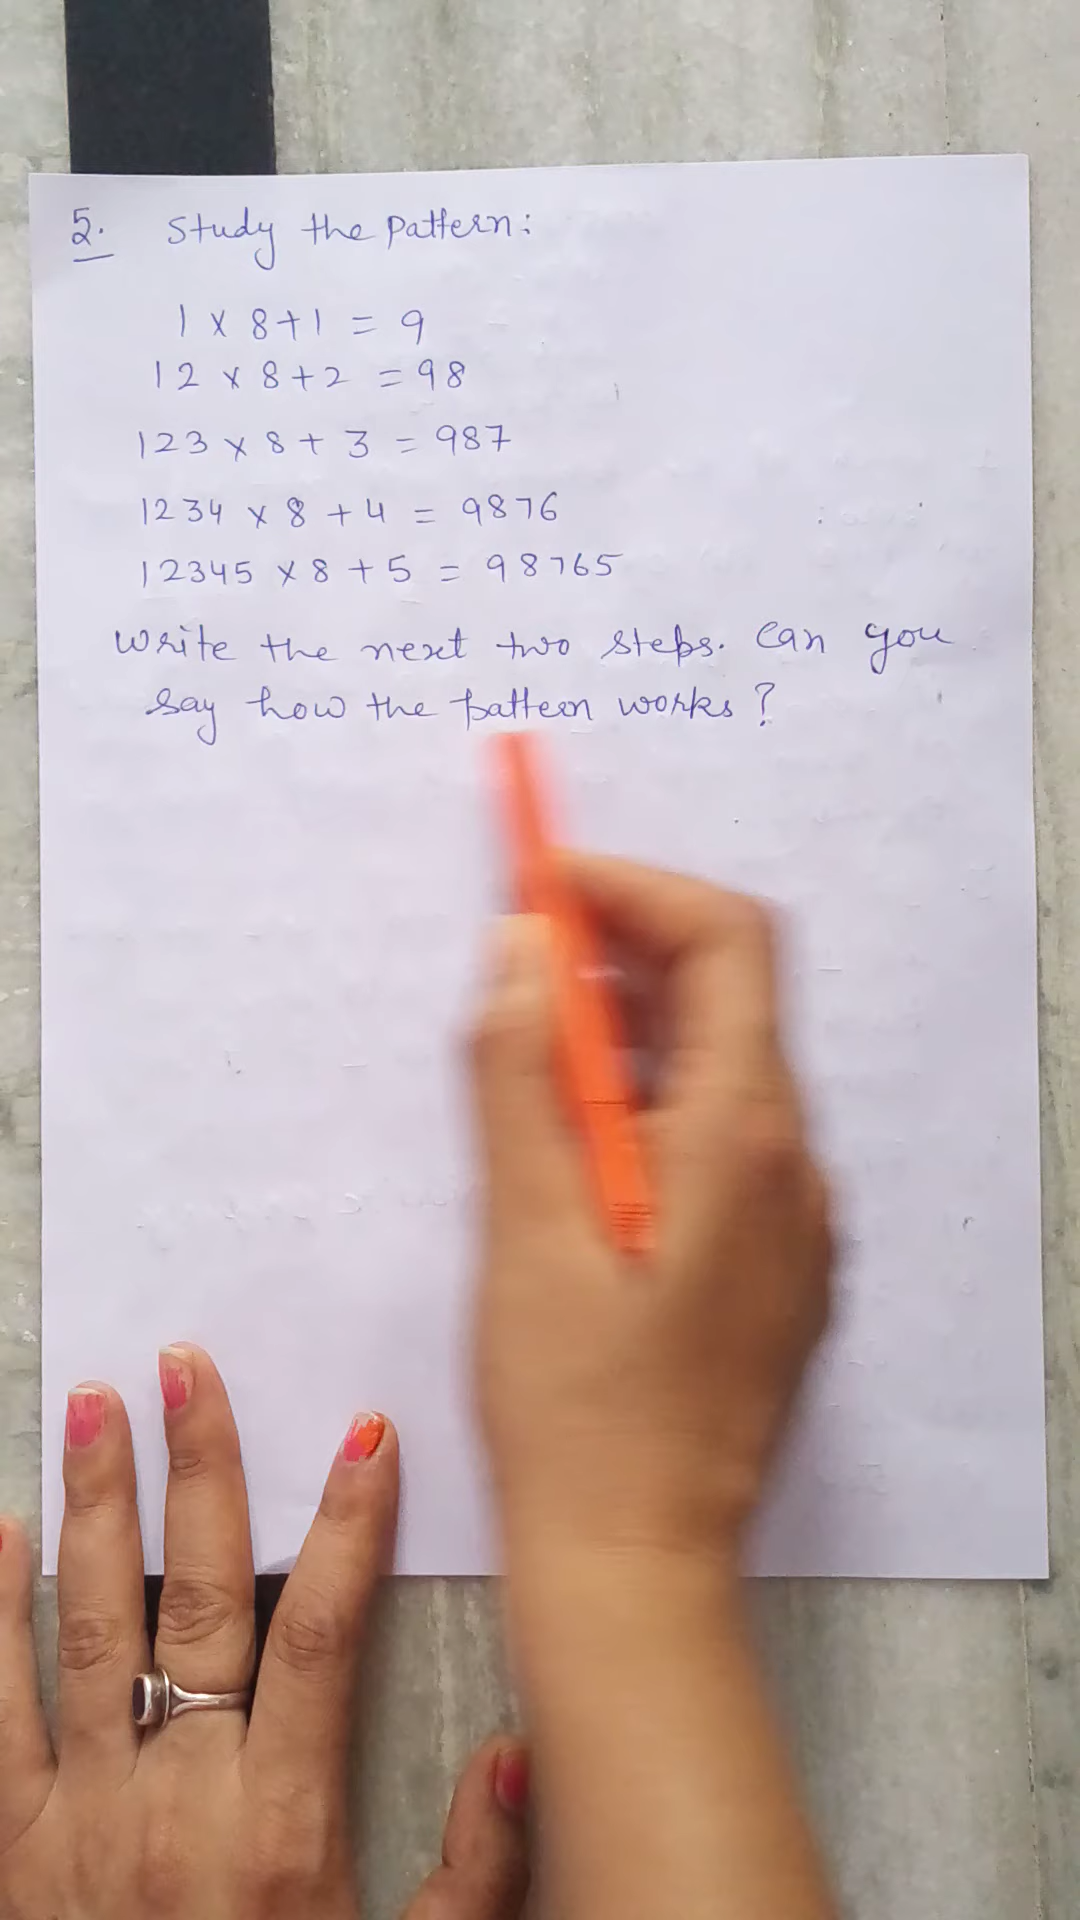 5. Study the pattern:
1 x 8+1 = 9
12 x 8+2 = 98
123 x 8+ 3 = 987
1234 x 8 +4 = 9876
12345 x 8 +5 = 98765
Write the next two steps. Can you
say how the pattern works?